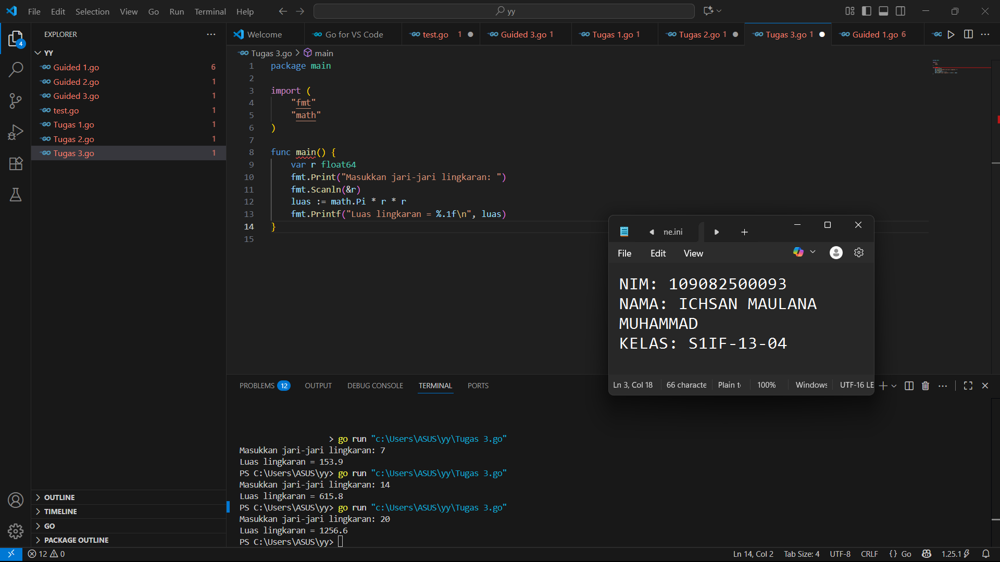 File Edit Selection View Go Run Terminal Help
yy
EXPLORER
YY
Guided 1.go 6
Guided 2.go 1
Guided 3.go 1
test.go 1
Tugas 1.go 1
Tugas 2.go 1
Tugas 3.go 1
OUTLINE
TIMELINE
GO
PACKAGE OUTLINE
Welcome Go for VS Code test.go 1 Guided 3.go 1 Tugas 1.go 1 Tugas 2.go 1 Tugas 3.go 1 Guided 1.go 6
Tugas 3.go > main
1 package main
2
3 import (
4 "fmt"
5 "math"
6 )
7
8 func main() {
9 var r float64
10 fmt.Print("Masukkan jari-jari lingkaran: ")
11 fmt.Scanln(&r)
12 luas := math.Pi * r * r
13 fmt.Printf("Luas lingkaran = %.1f\n", luas)
14 }
15
ne.ini
File Edit View
NIM: 109082500093
NAMA: ICHSAN MAULANA
MUHAMMAD
KELAS: S1IF-13-04
Ln 3, Col 18 66 characte Plain t 100% Windows UTF-16 LE
PROBLEMS 12 OUTPUT DEBUG CONSOLE TERMINAL PORTS
> go run "c:\Users\ASUS\yy\Tugas 3.go"
Masukkan jari-jari lingkaran: 7
Luas lingkaran = 153.9
PS C:\Users\ASUS\yy> go run "c:\Users\ASUS\yy\Tugas 3.go"
Masukkan jari-jari lingkaran: 14
Luas lingkaran = 615.8
PS C:\Users\ASUS\yy> go run "c:\Users\ASUS\yy\Tugas 3.go"
Masukkan jari-jari lingkaran: 20
Luas lingkaran = 1256.6
PS C:\Users\ASUS\yy>
4
12 0 Ln 14, Col 2 Tab Size: 4 UTF-8 CRLF {} Go 1.25.1